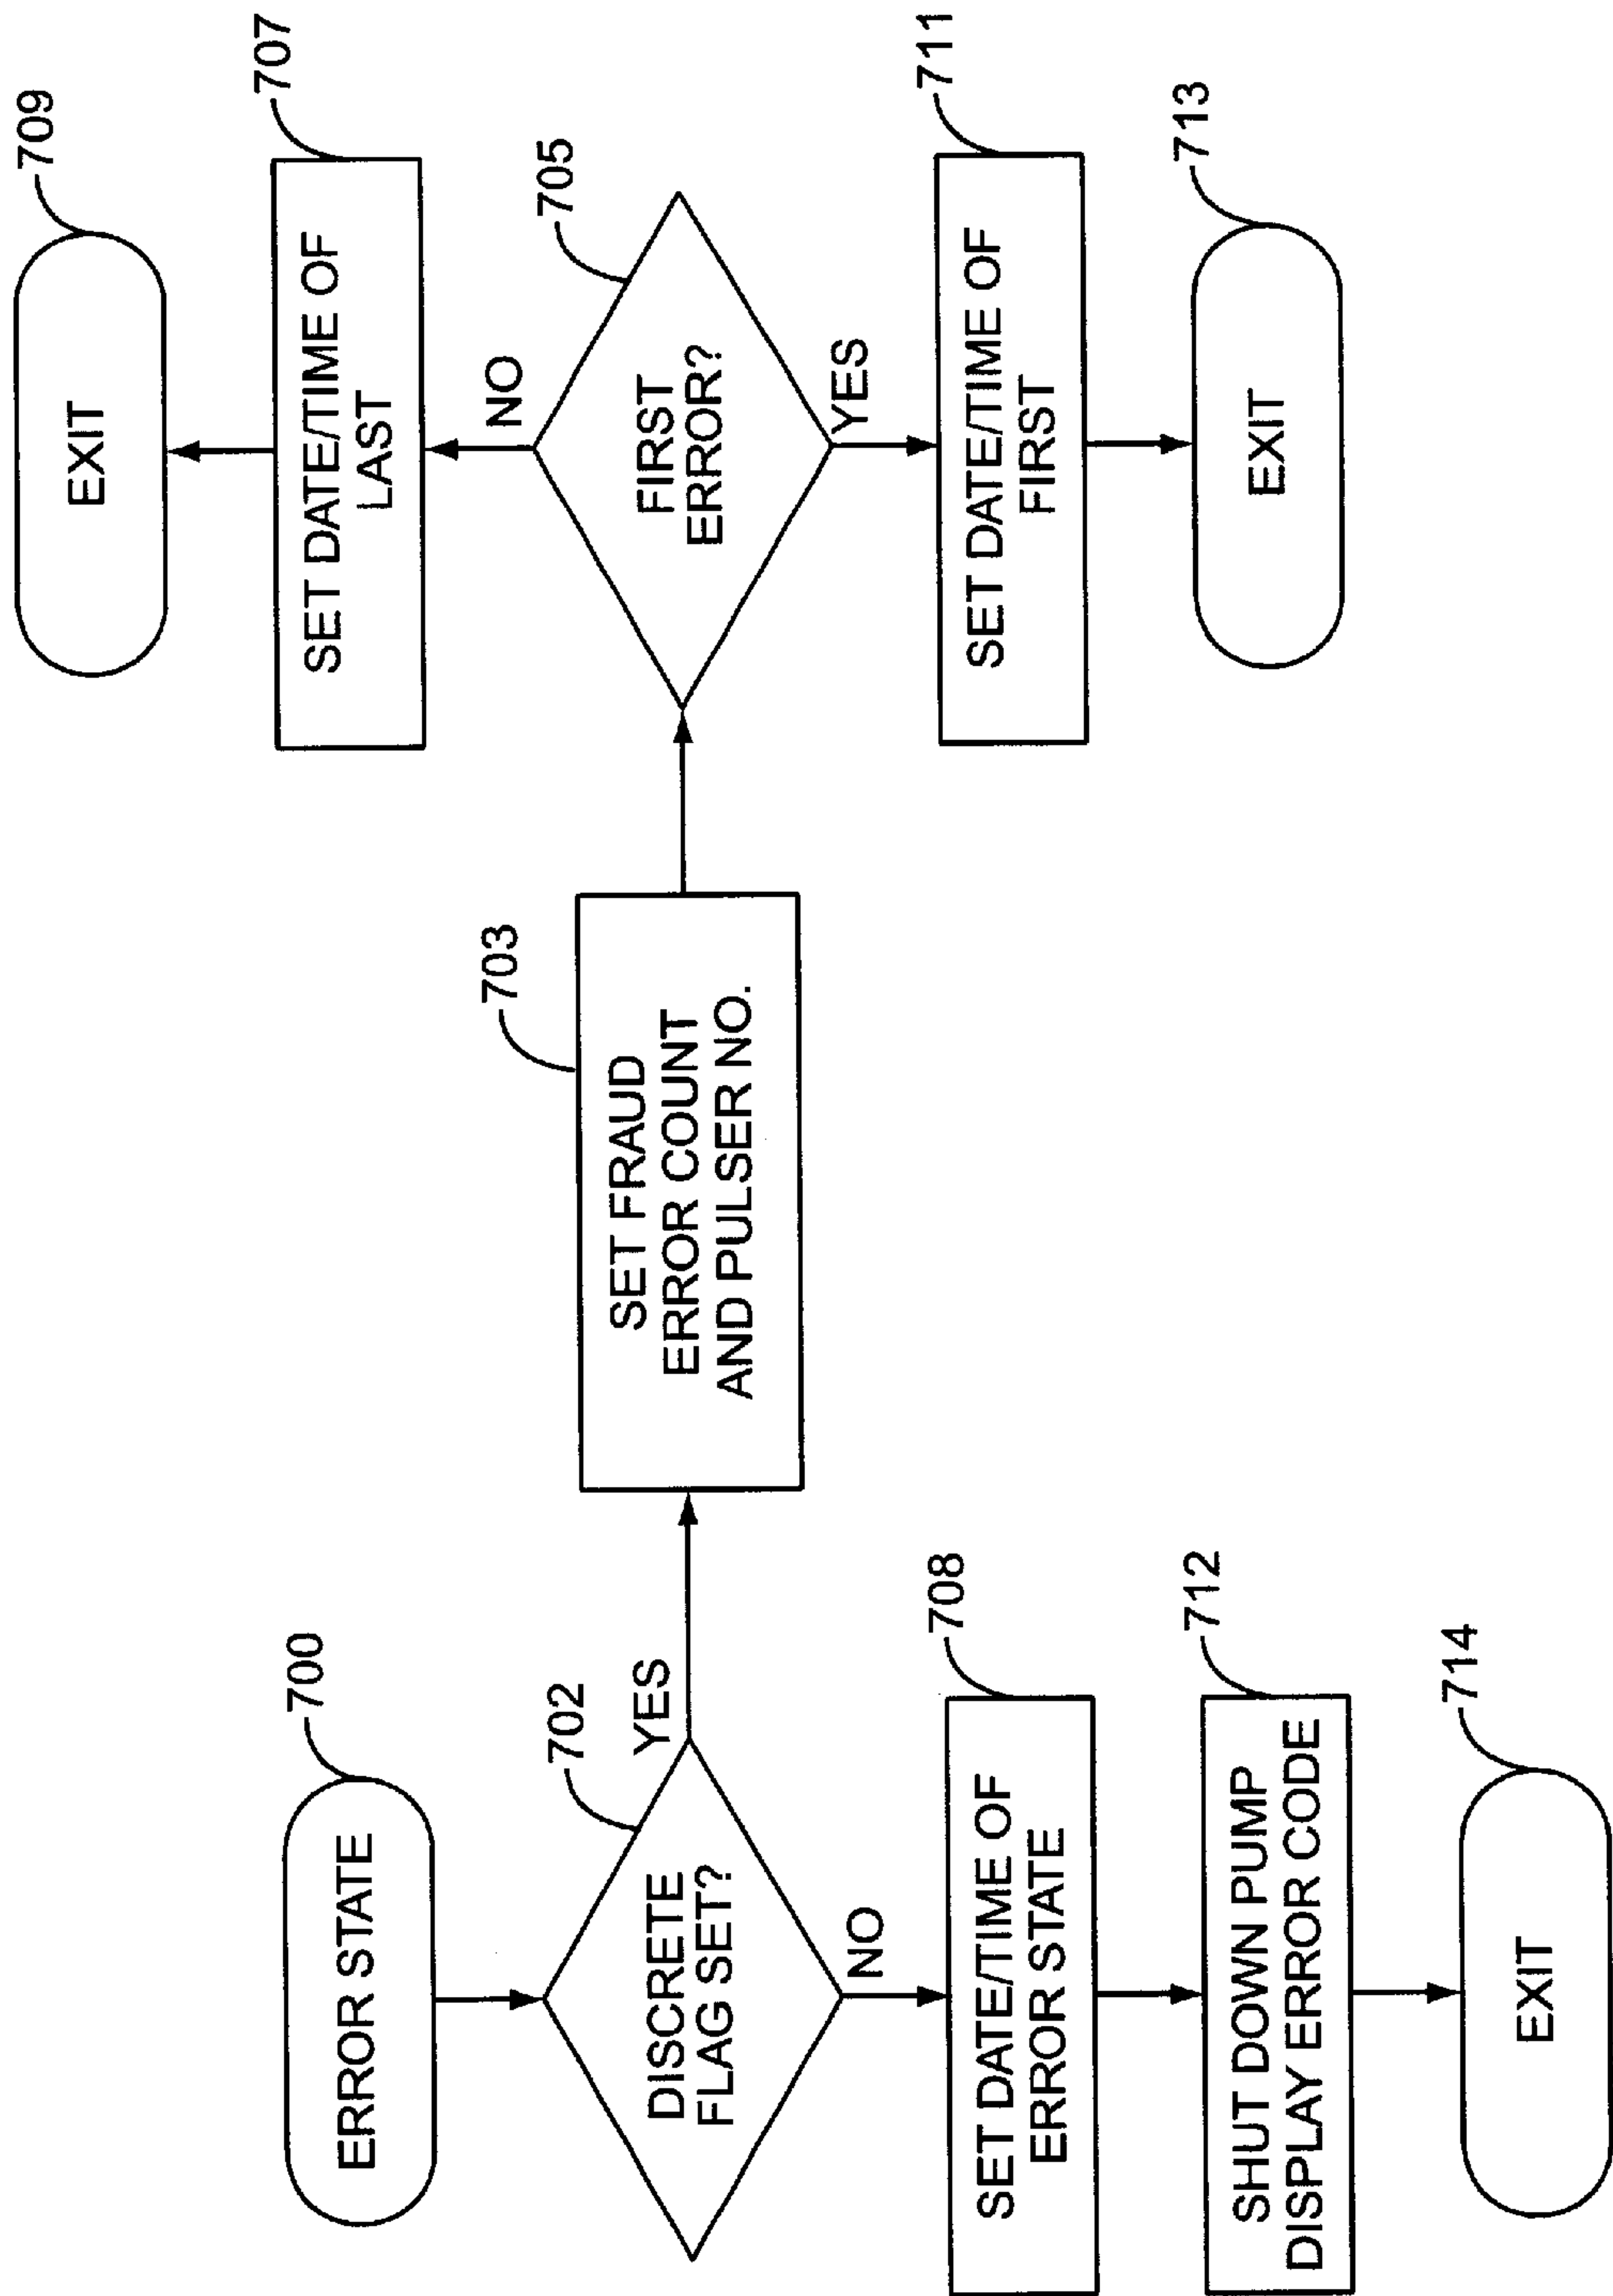 700
ERROR STATE
702
DISCRETE
FLAG SET?
YES
NO
708
SET DATE/TIME OF
ERROR STATE
712
SHUT DOWN PUMP
DISPLAY ERROR CODE
714
EXIT
703
SET FRAUD
ERROR COUNT
AND PULSER NO.
705
FIRST
ERROR?
NO
707
SET DATE/TIME OF
LAST
709
EXIT
YES
711
SET DATE/TIME OF
FIRST
713
EXIT